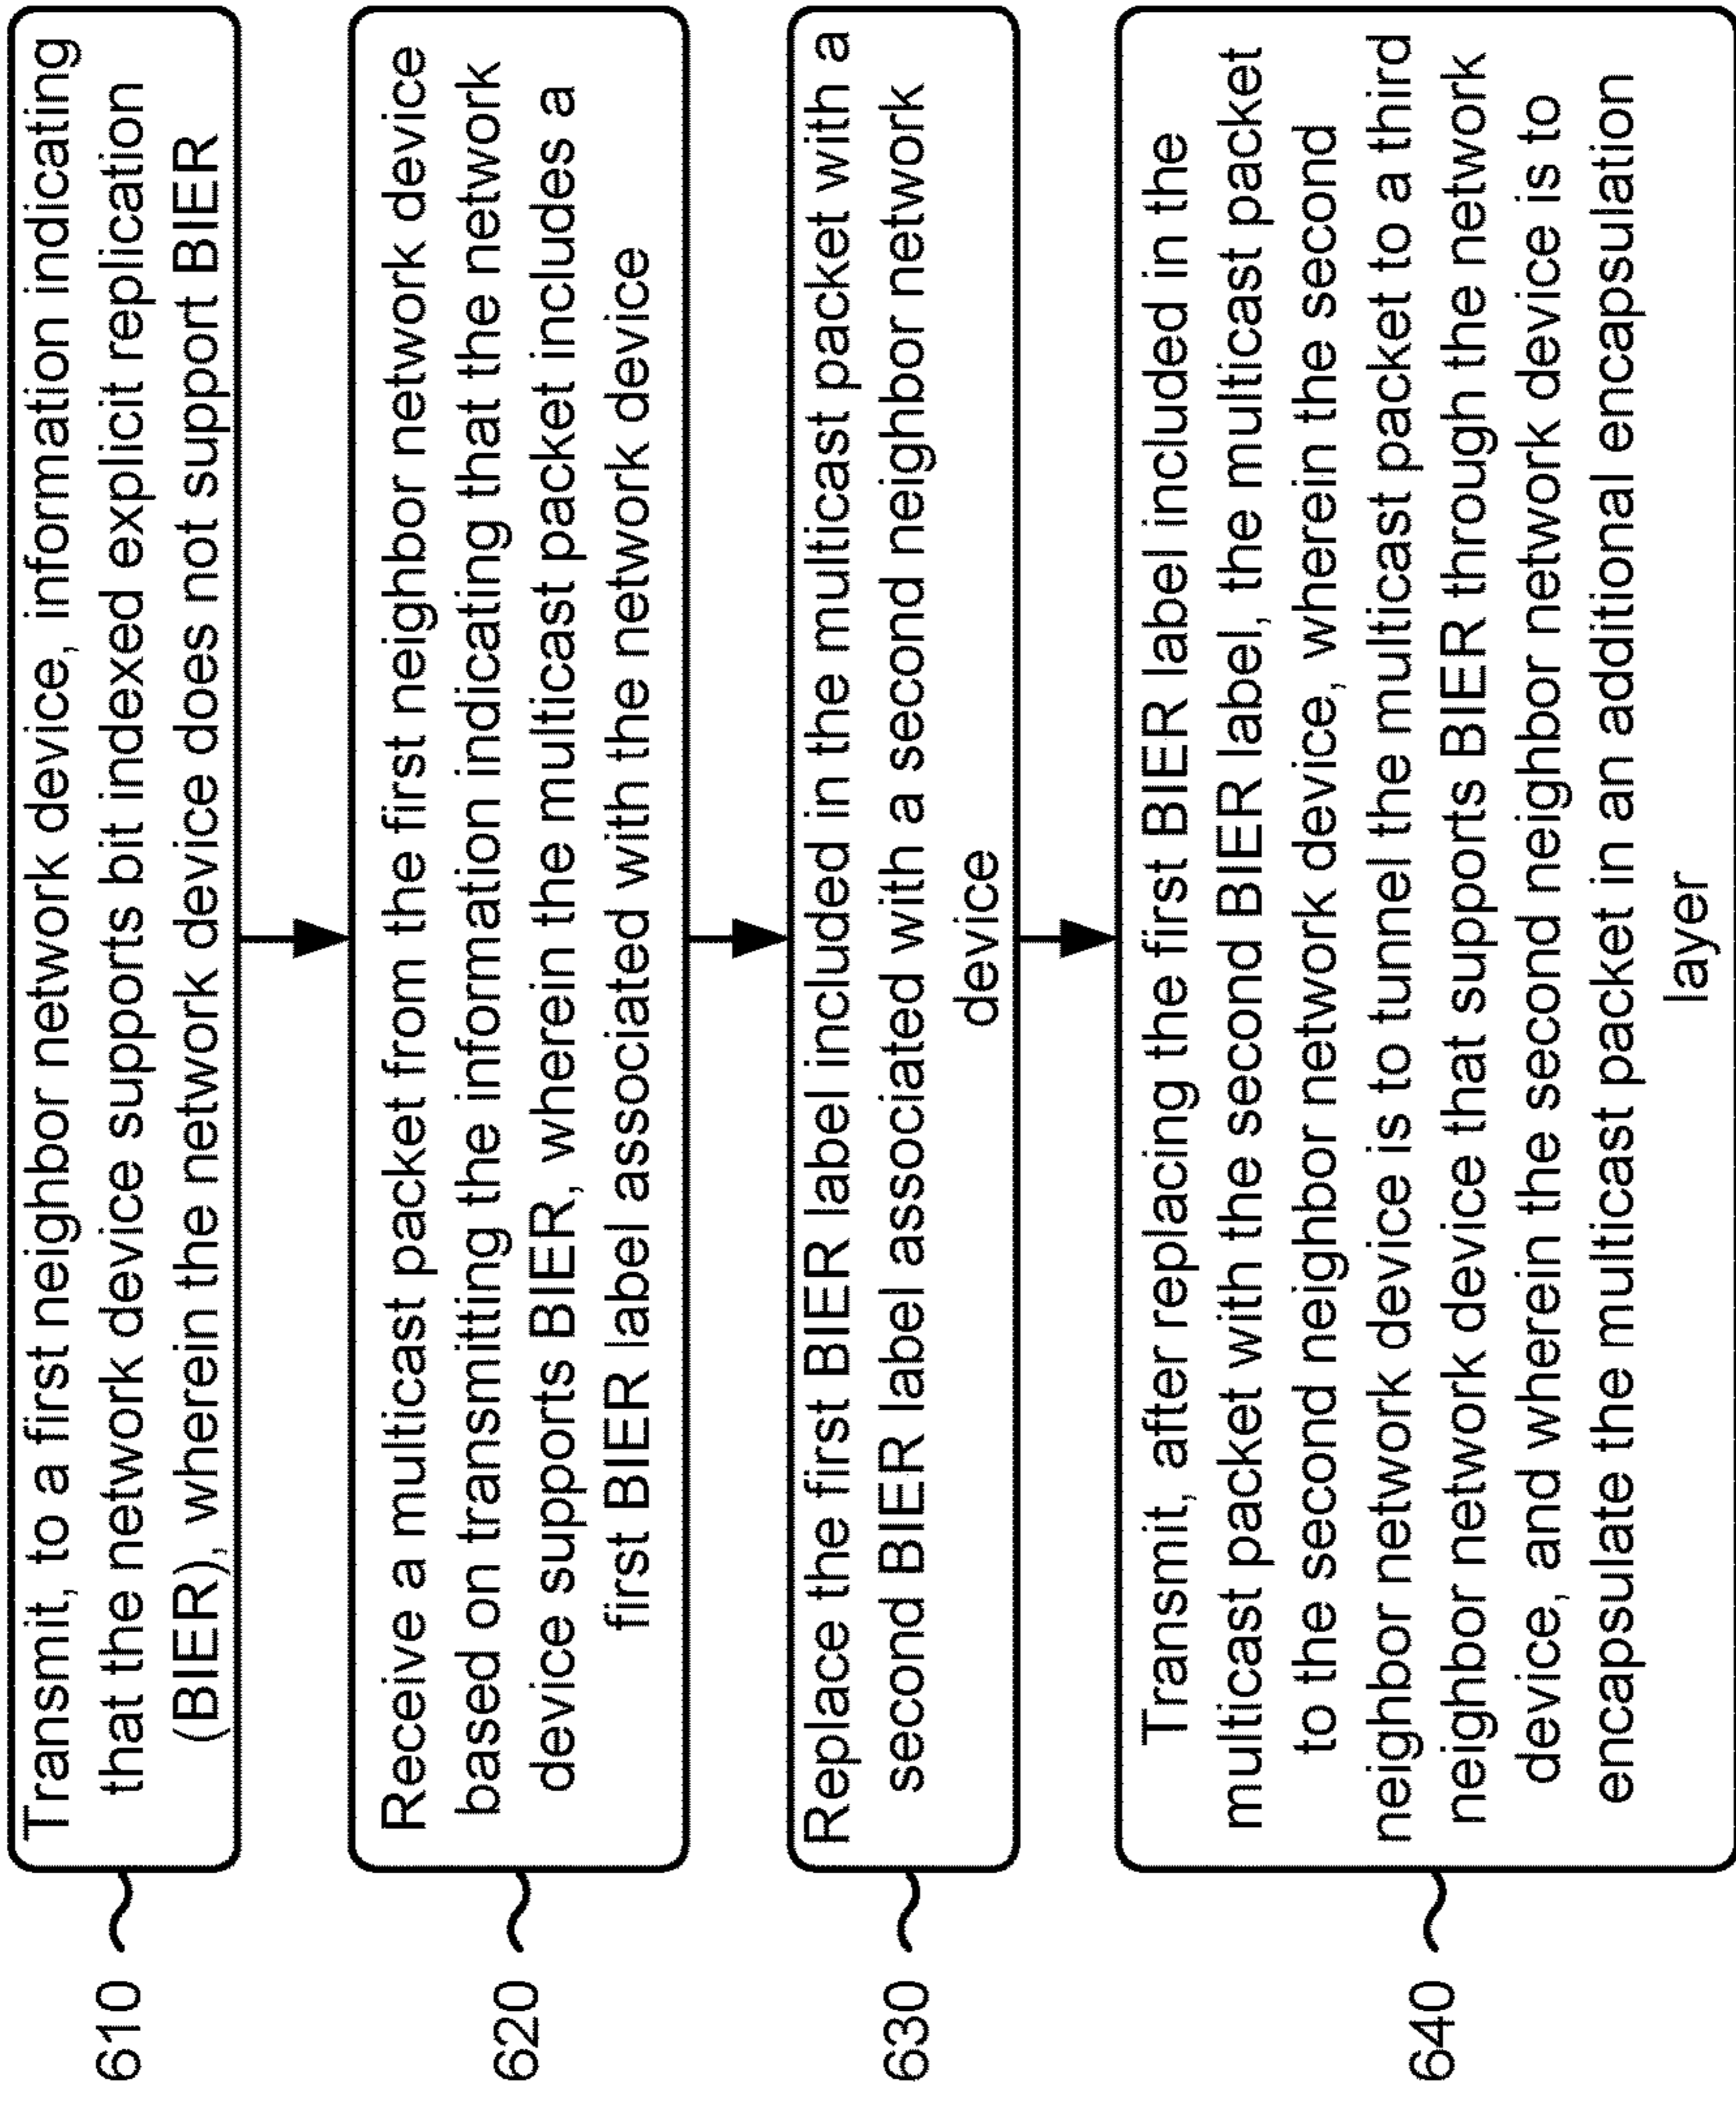 610
Transmit, to a first neighbor network device, information indicating
that the network device supports bit indexed explicit replication
(BIER), wherein the network device does not support BIER
620
Receive a multicast packet from the first neighbor network device
based on transmitting the information indicating that the network
device supports BIER, wherein the multicast packet includes a
first BIER label associated with the network device
630
Replace the first BIER label included in the multicast packet with a
second BIER label associated with a second neighbor network
device
640
Transmit, after replacing the first BIER label included in the
multicast packet with the second BIER label, the multicast packet
to the second neighbor network device, wherein the second
neighbor network device is to tunnel the multicast packet to a third
neighbor network device that supports BIER through the network
device, and wherein the second neighbor network device is to
encapsulate the multicast packet in an additional encapsulation
layer